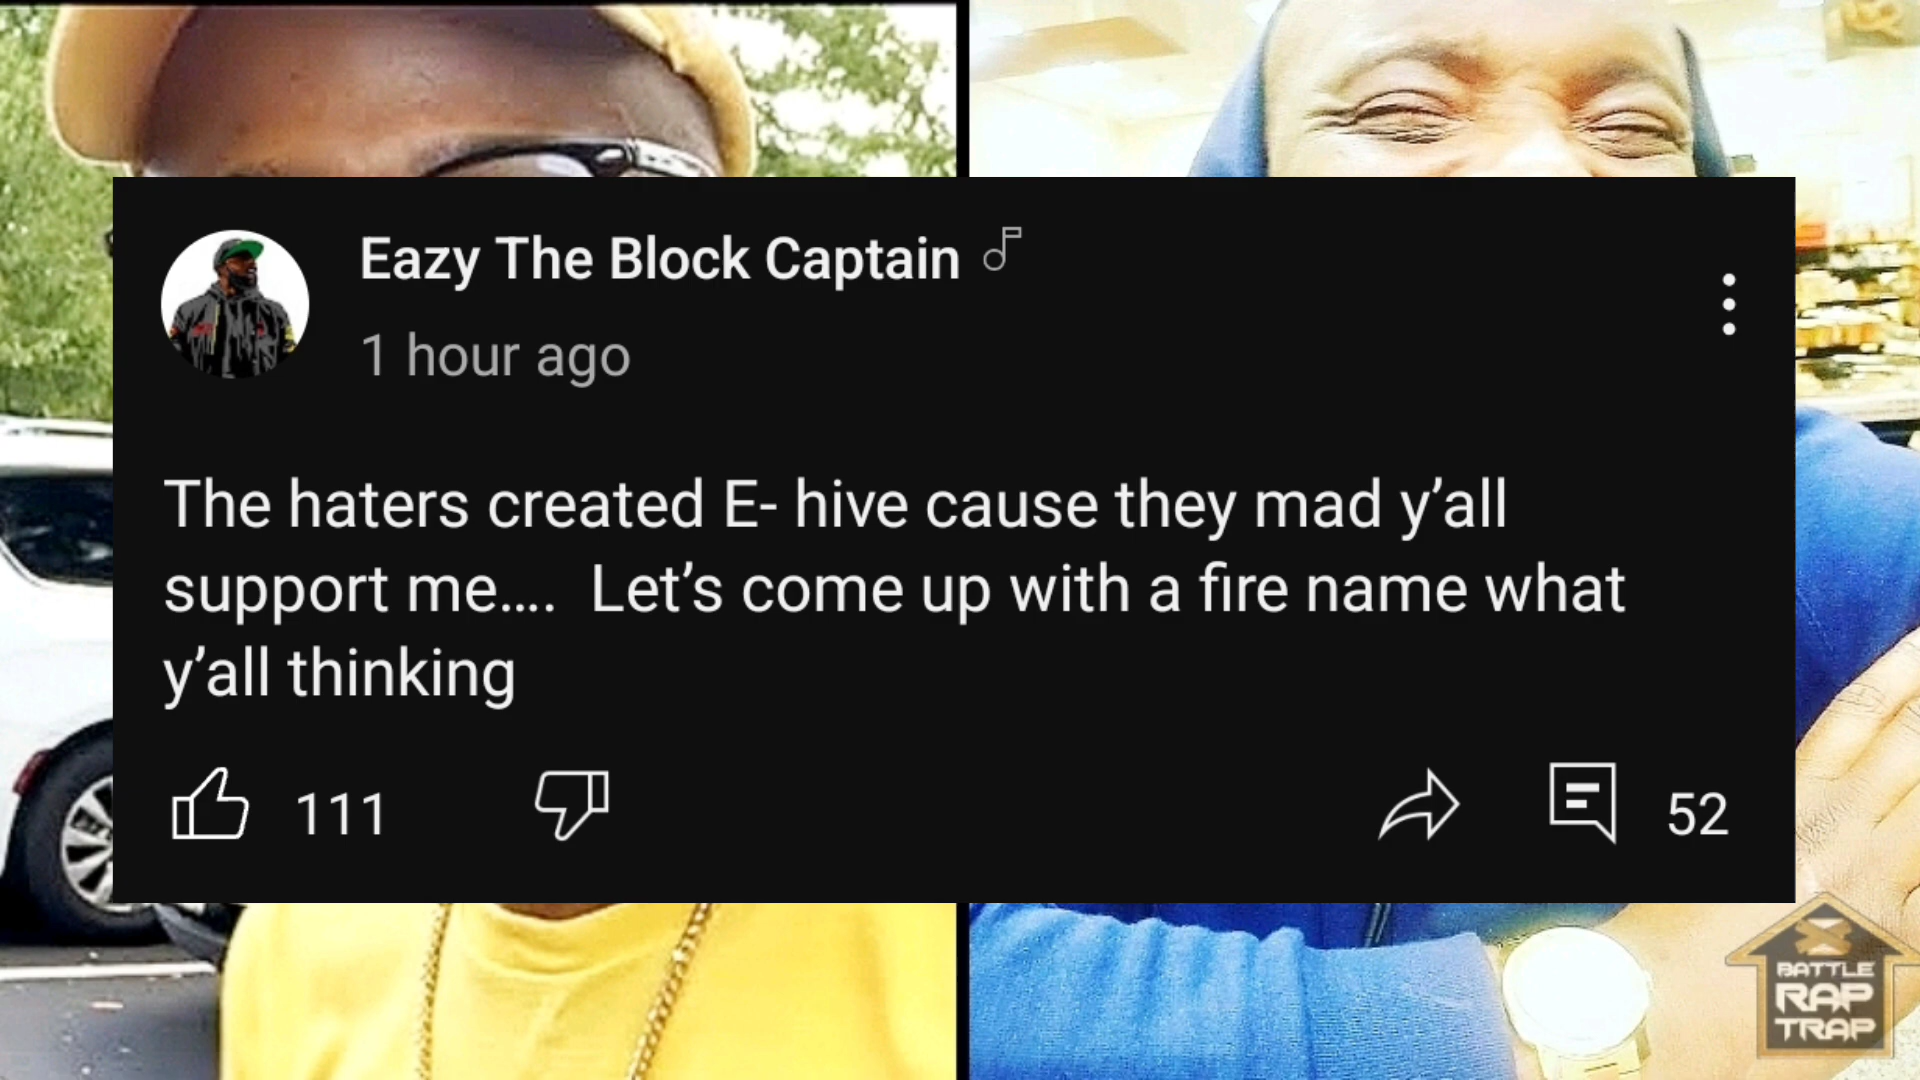 Eazy The Block Captain
1 hour ago
The haters created E- hive cause they mad y’all
support me.... Let’s come up with a fire name what
y’all thinking
111
52
BATTLE
RAP
TRAP